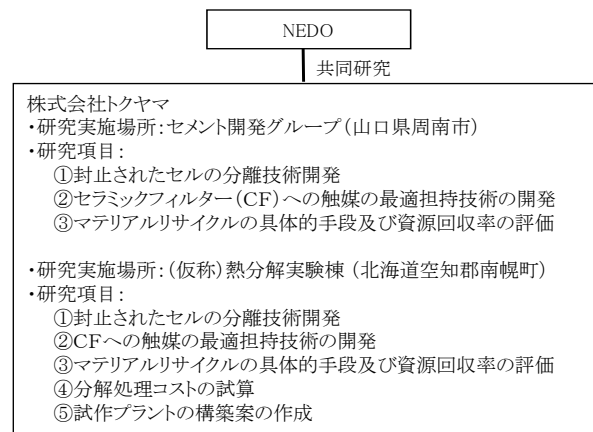 NEDO
共同研究
株式会社トクヤマ
・研究実施場所：セメント開発グループ（山口県周南市）
・研究項目：
①封止されたセルの分離技術開発
②セラミックフィルター（CF）への触媒の最適担持技術の開発
③マテリアルリサイクルの具体的手段及び資源回収率の評価
・研究実施場所：（仮称）熱分解実験棟 （北海道空知郡南幌町）
・研究項目：
①封止されたセルの分離技術開発
②CFへの触媒の最適担持技術の開発
③マテリアルリサイクルの具体的手段及び資源回収率の評価
④分解処理コストの試算
⑤試作プラントの構築案の作成